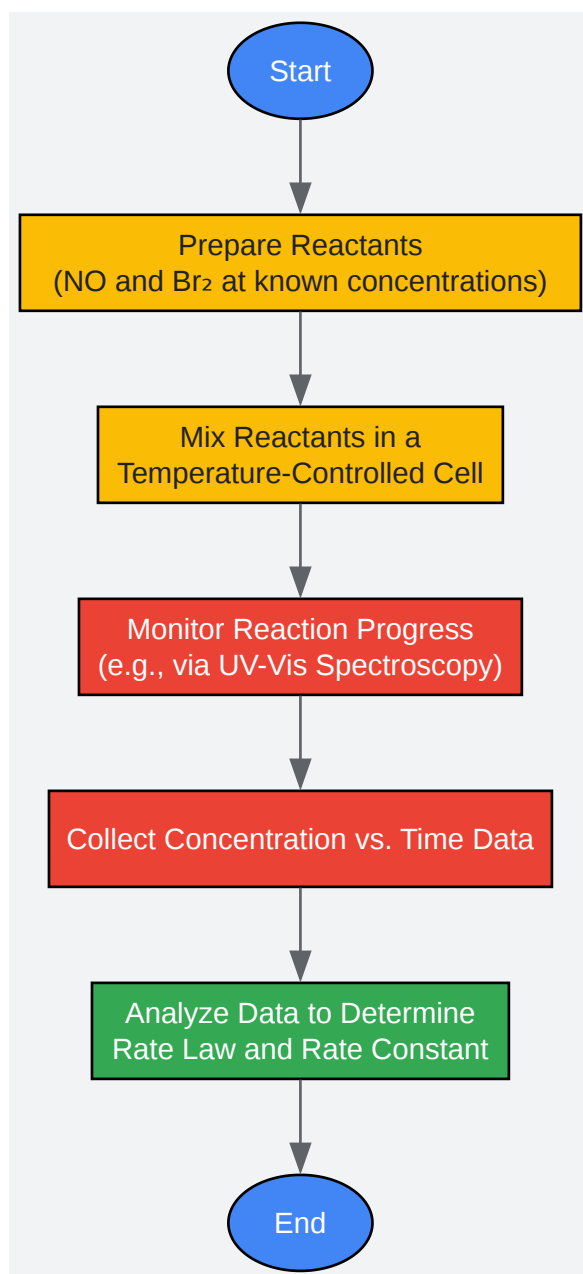 Start
Prepare Reactants
(NO and Br₂ at known concentrations)
Mix Reactants in a
Temperature-Controlled Cell
Monitor Reaction Progress
(e.g., via UV-Vis Spectroscopy)
Collect Concentration vs. Time Data
Analyze Data to Determine
Rate Law and Rate Constant
End